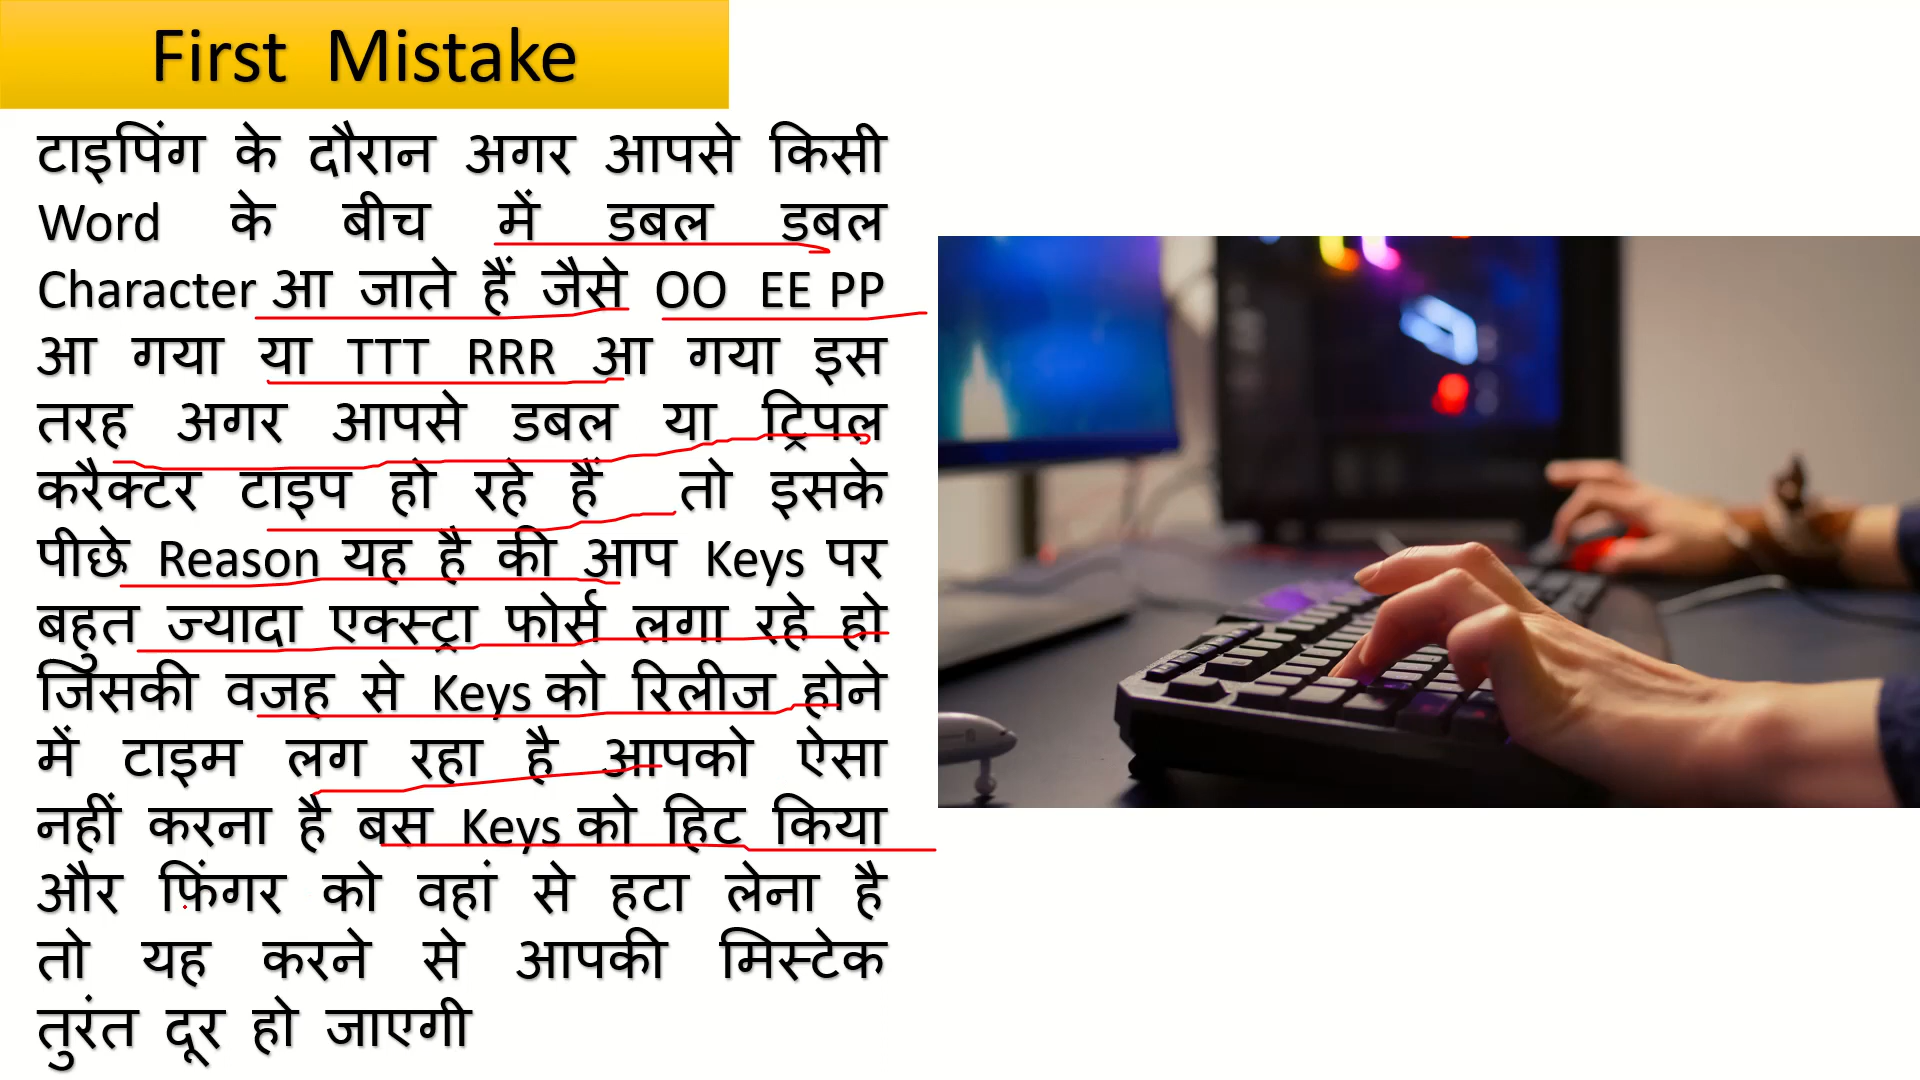 First Mistake
टाइपिंग के दौरान अगर आपसे किसी
Word के बीच में डबल डबल
Character आ जाते हैं जैसे OO EE PP
आ गया या TTT RRR आ गया इस
तरह अगर आपसे डबल या ट्रिपल
करैक्टर टाइप हो रहे हैं तो इसके
पीछे Reason यह है की आप Keys पर
बहुत ज्यादा एक्स्ट्रा फोर्स लगा रहे हो
जिसकी वजह से Keys को रिलीज होने
में टाइम लग रहा है आपको ऐसा
नहीं करना है बस Keys को हिट किया
और फिंगर को वहां से हटा लेना है
तो यह करने से आपकी मिस्टेक
तुरंत दूर हो जाएगी